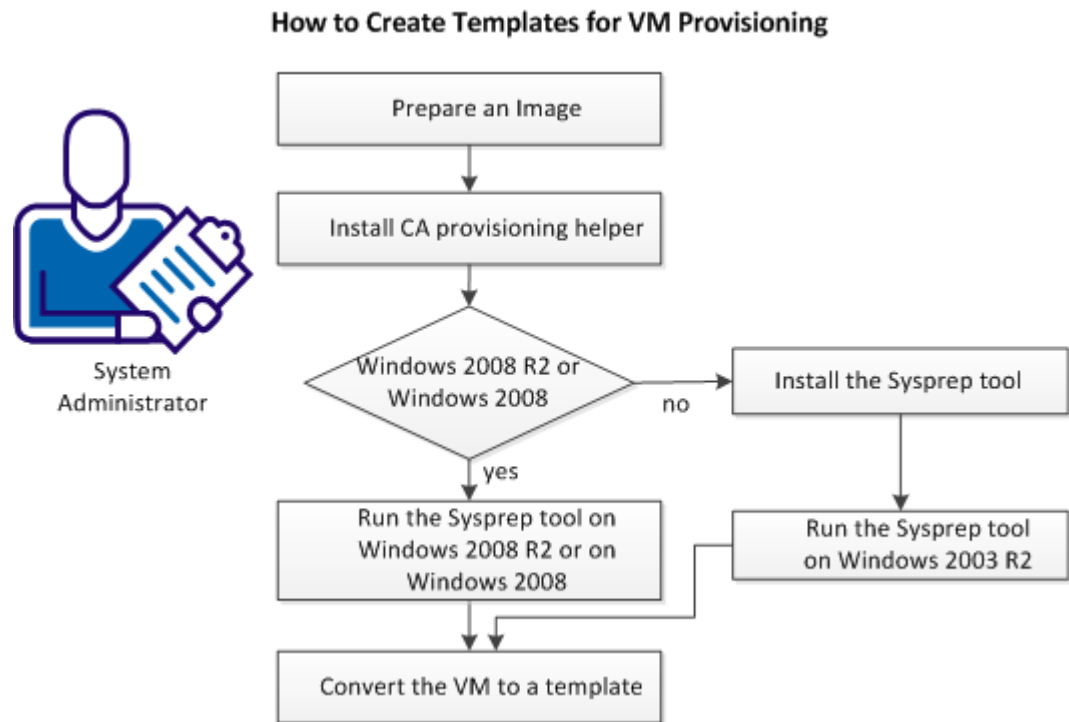 How to Create Templates for VM Provisioning
Prepare an Image
Install CA provisioning helper
System
Administrator
Windows 2008 R2 or
Windows 2008
no
Install the Sysprep tool
yes
Run the Sysprep tool on
Windows 2008 R2 or on
Windows 2008
Run the Sysprep tool
on Windows 2003 R2
Convert the VM to a template